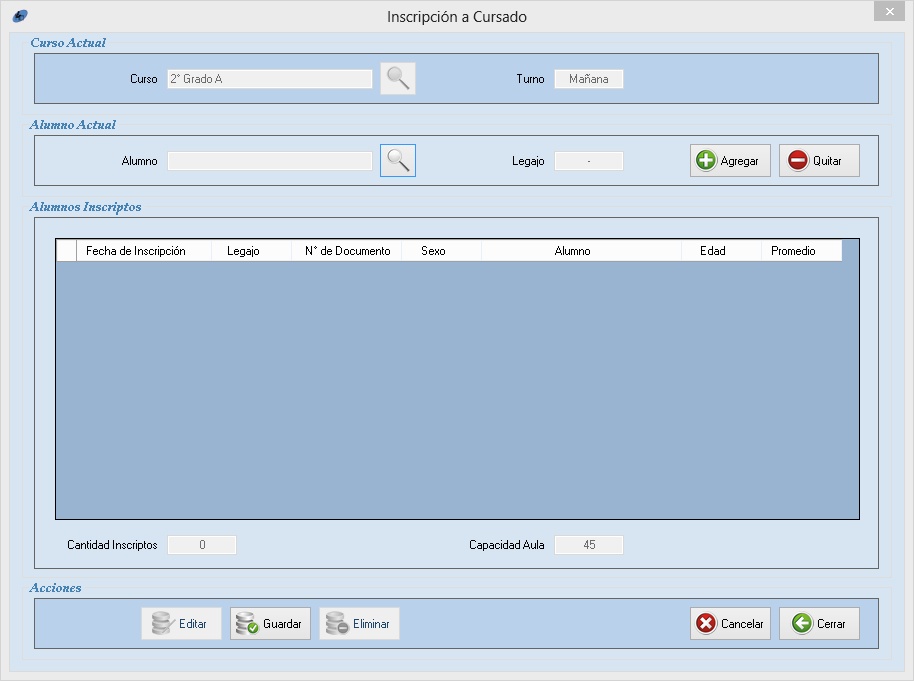 Inscripción a Cursado
Curso Actual
Curso 2° Grado A Turno Mañana
Alumno Actual
Alumno Legajo - Agregar Quitar
Alumnos Inscriptos
Fecha de Inscripción Legajo N° de Documento Sexo Alumno Edad Promedio
Cantidad Inscriptos 0 Capacidad Aula 45
Acciones
Editar Guardar Eliminar Cancelar Cerrar